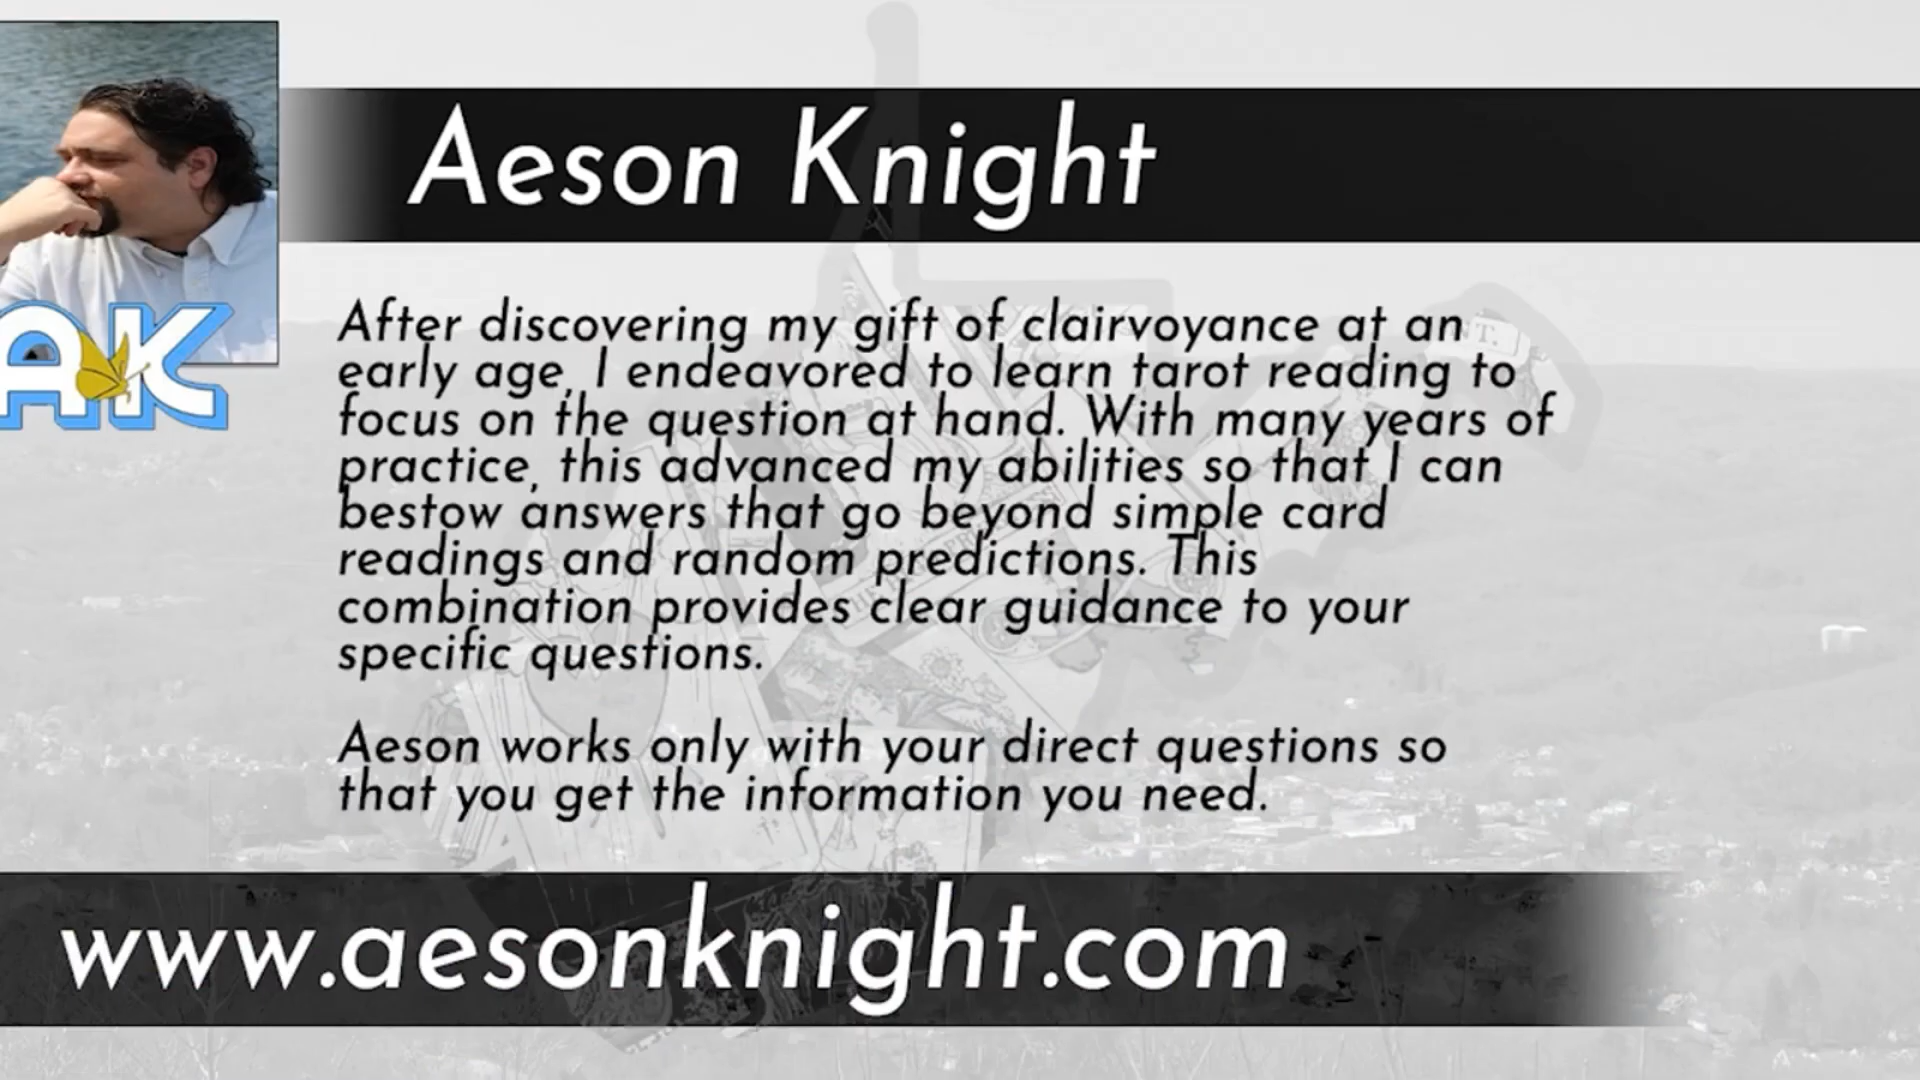 Aeson Knight
AK
After discovering my gift of clairvoyance at an
early age, I endeavored to learn tarot reading to
focus on the question at hand. With many years of
practice, this advanced my abilities so that I can
bestow answers that go beyond simple card
readings and random predictions. This
combination provides clear guidance to your
specific questions.
Aeson works only with your direct questions so
that you get the information you need.
www.aesonknight.com